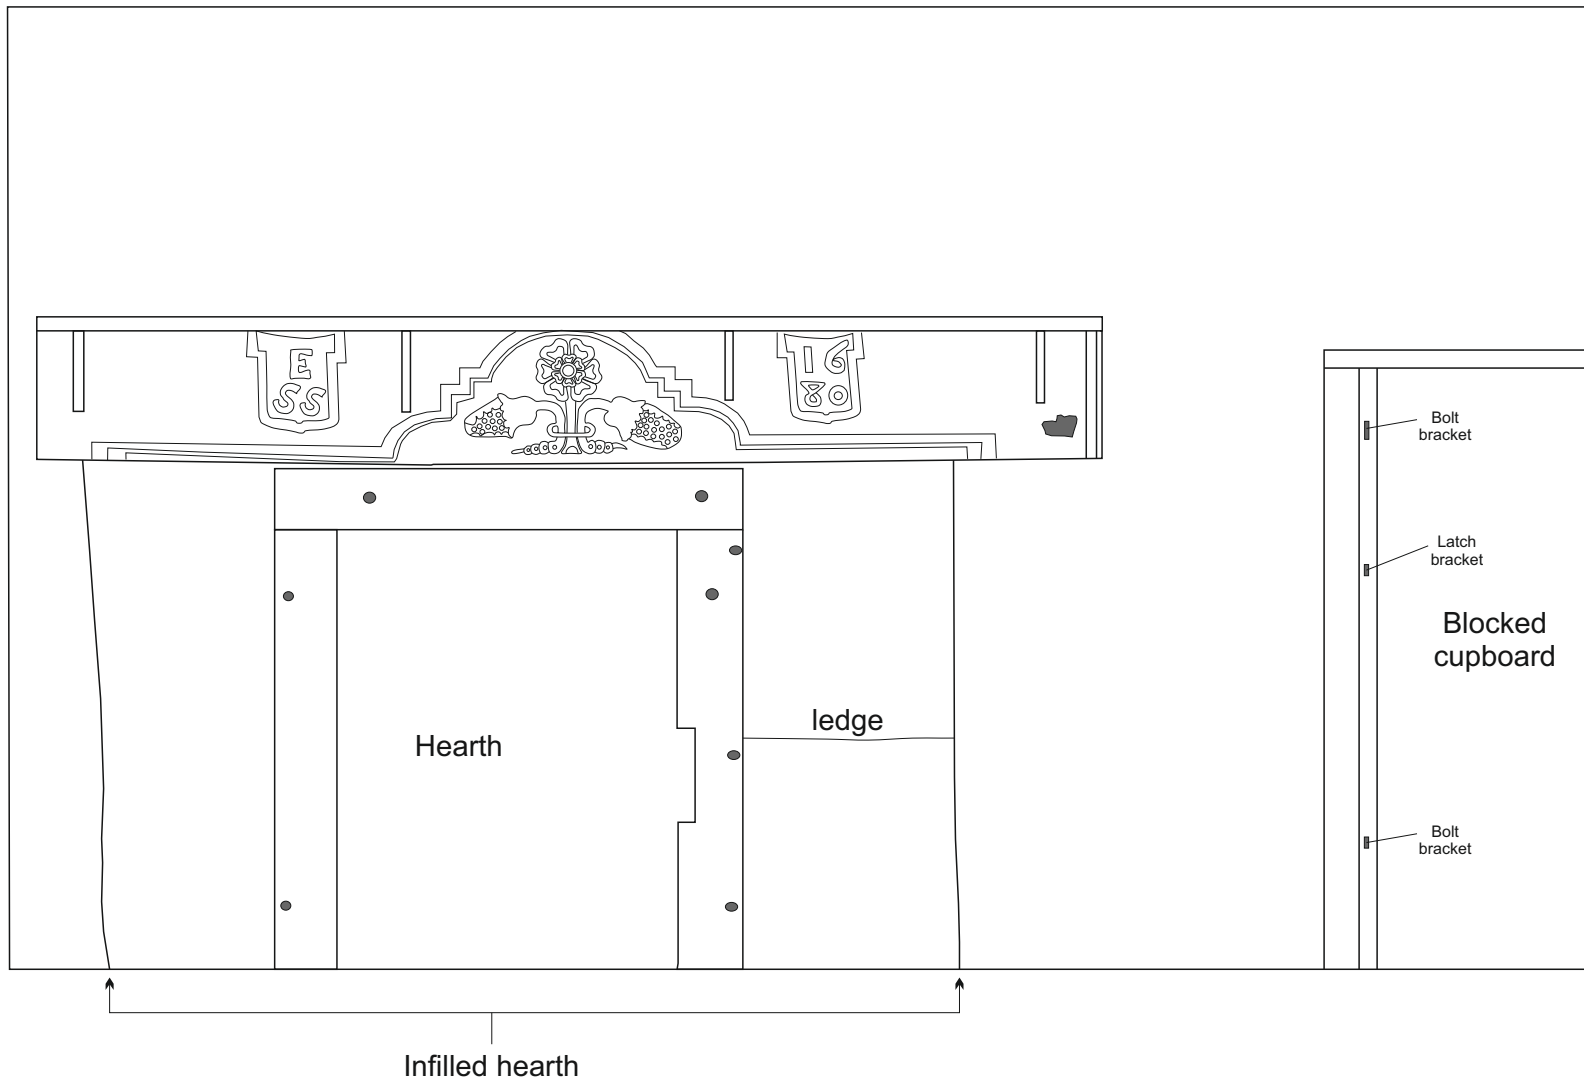 E
SS
16
80
Bolt
bracket
Latch
bracket
Blocked
cupboard
ledge
Hearth
Bolt
bracket
Infilled hearth